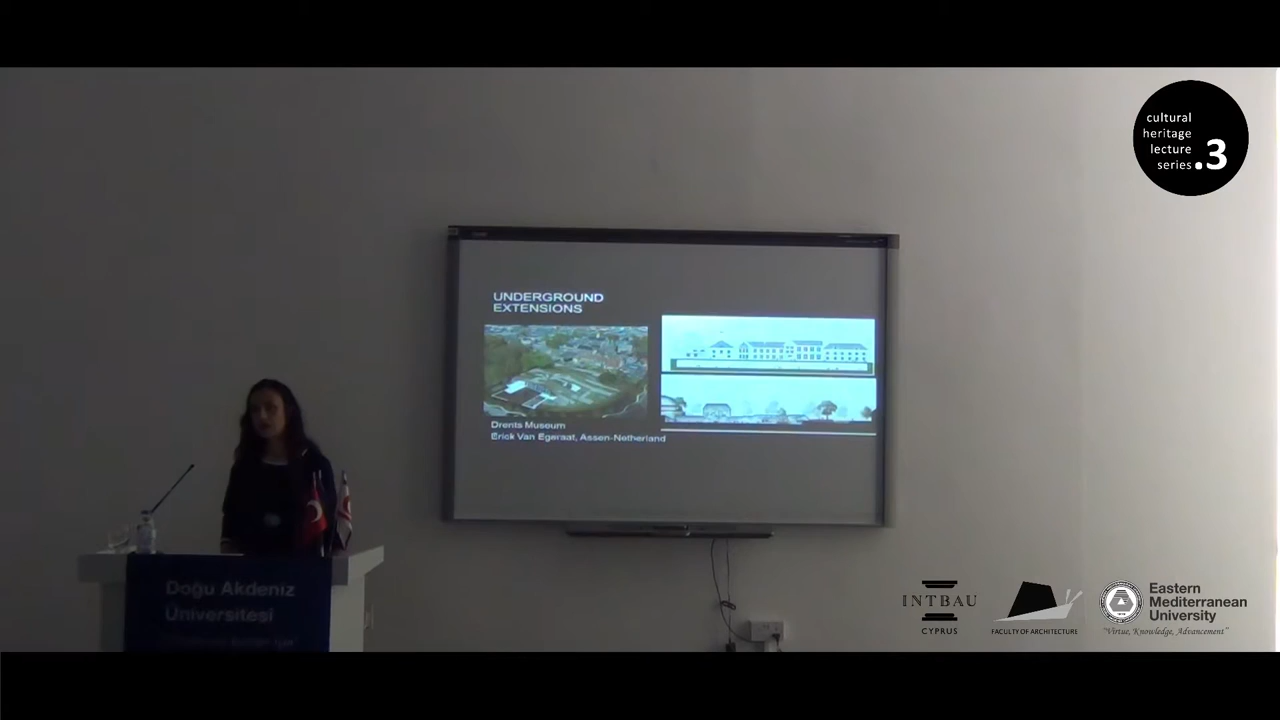 cultural
heritage
lecture
series.3
UNDERGROUND
EXTENSIONS
Drents Museum
Erick Van Egeraat, Assen-Netherland
Doğu Akdeniz
Üniversitesi
INTBAU
CYPRUS
FACULTY OF ARCHITECTURE
Eastern
Mediterranean
University
"Virtue, Knowledge, Advancement"